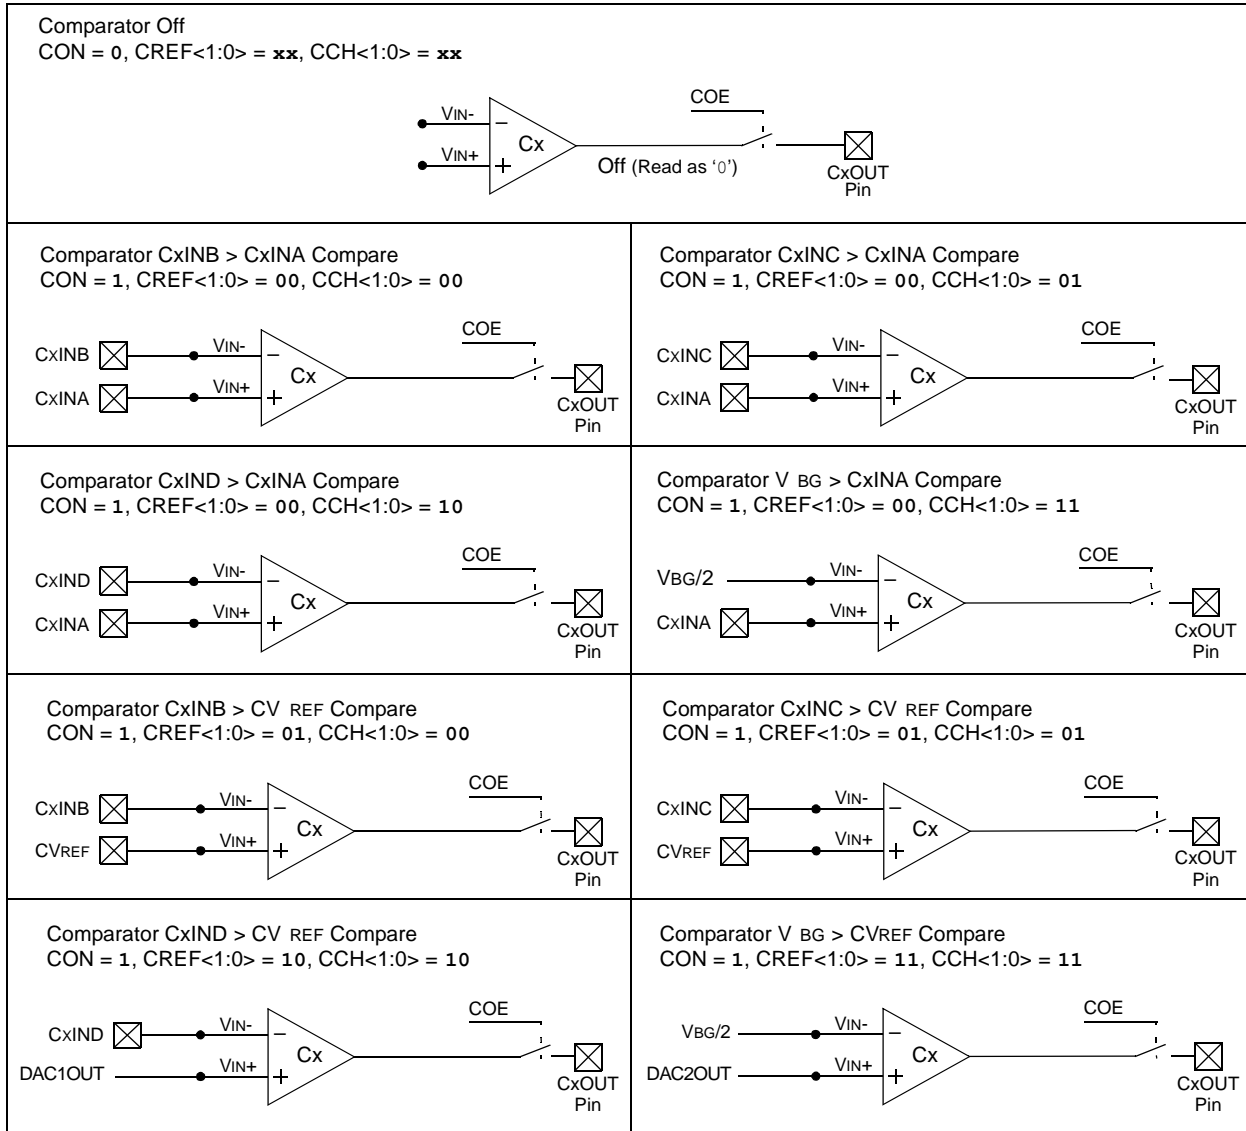 Comparator Off
CON = 0, CREF<1:0> = xx, CCH<1:0> = xx
COE
VIN-
–
Cx
VIN+
+
Off (Read as ‘0’)
CxOUT
Pin
Comparator CxINB > CxINA Compare
CON = 1, CREF<1:0> = 00, CCH<1:0> = 00
COE
CxINB
VIN-
–
Cx
CxINA
VIN+
+
CxOUT
Pin
Comparator CxINC > CxINA Compare
CON = 1, CREF<1:0> = 00, CCH<1:0> = 01
COE
CxINC
VIN-
–
Cx
CxINA
VIN+
+
CxOUT
Pin
Comparator CxIND > CxINA Compare
CON = 1, CREF<1:0> = 00, CCH<1:0> = 10
COE
CxIND
VIN-
–
Cx
CxINA
VIN+
+
CxOUT
Pin
Comparator V BG > CxINA Compare
CON = 1, CREF<1:0> = 00, CCH<1:0> = 11
COE
VBG/2
VIN-
–
Cx
CxINA
VIN+
+
CxOUT
Pin
Comparator CxINB > CV REF Compare
CON = 1, CREF<1:0> = 01, CCH<1:0> = 00
COE
CxINB
VIN-
–
Cx
CVREF
VIN+
+
CxOUT
Pin
Comparator CxINC > CV REF Compare
CON = 1, CREF<1:0> = 01, CCH<1:0> = 01
COE
CxINC
VIN-
–
Cx
CVREF
VIN+
+
CxOUT
Pin
Comparator CxIND > CV REF Compare
CON = 1, CREF<1:0> = 10, CCH<1:0> = 10
COE
CxIND
VIN-
–
Cx
DAC1OUT
VIN+
+
CxOUT
Pin
Comparator V BG > CVREF Compare
CON = 1, CREF<1:0> = 11, CCH<1:0> = 11
COE
VBG/2
VIN-
–
Cx
DAC2OUT
VIN+
+
CxOUT
Pin